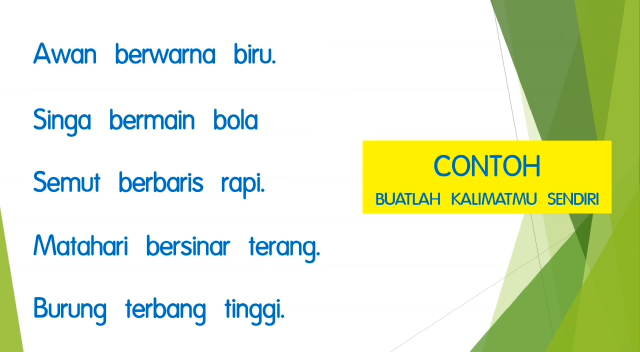 Awan berwarna biru.
Singa bermain bola
Semut berbaris rapi.
Matahari bersinar terang.
Burung terbang tinggi.
CONTOH
BUATLAH KALIMATMU SENDIRI